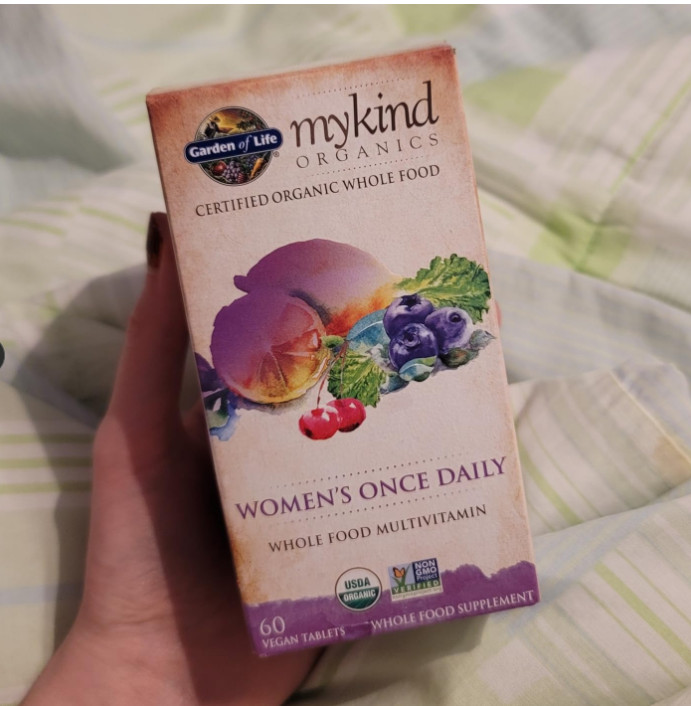 Garden of Life
mykind
ORGANICS
CERTIFIED ORGANIC WHOLE FOOD
WOMEN'S ONCE DAILY
WHOLE FOOD MULTIVITAMIN
USDA
ORGANIC
NON
GMO
Project
VERIFIED
60
VEGAN TABLETS
WHOLE FOOD SUPPLEMENT